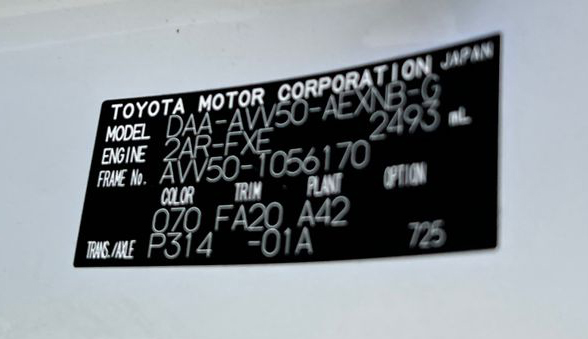 TOYOTA MOTOR CORPORATION JAPAN
MODEL DAA-AVV50-AEXNB-G
ENGINE 2AR-FXE 2493 mL
FRAME No. AVV50-1056170
COLOR TRIM PLANT OPTION
070 FA20 A42
TRANS./AXLE P314 -01A 725